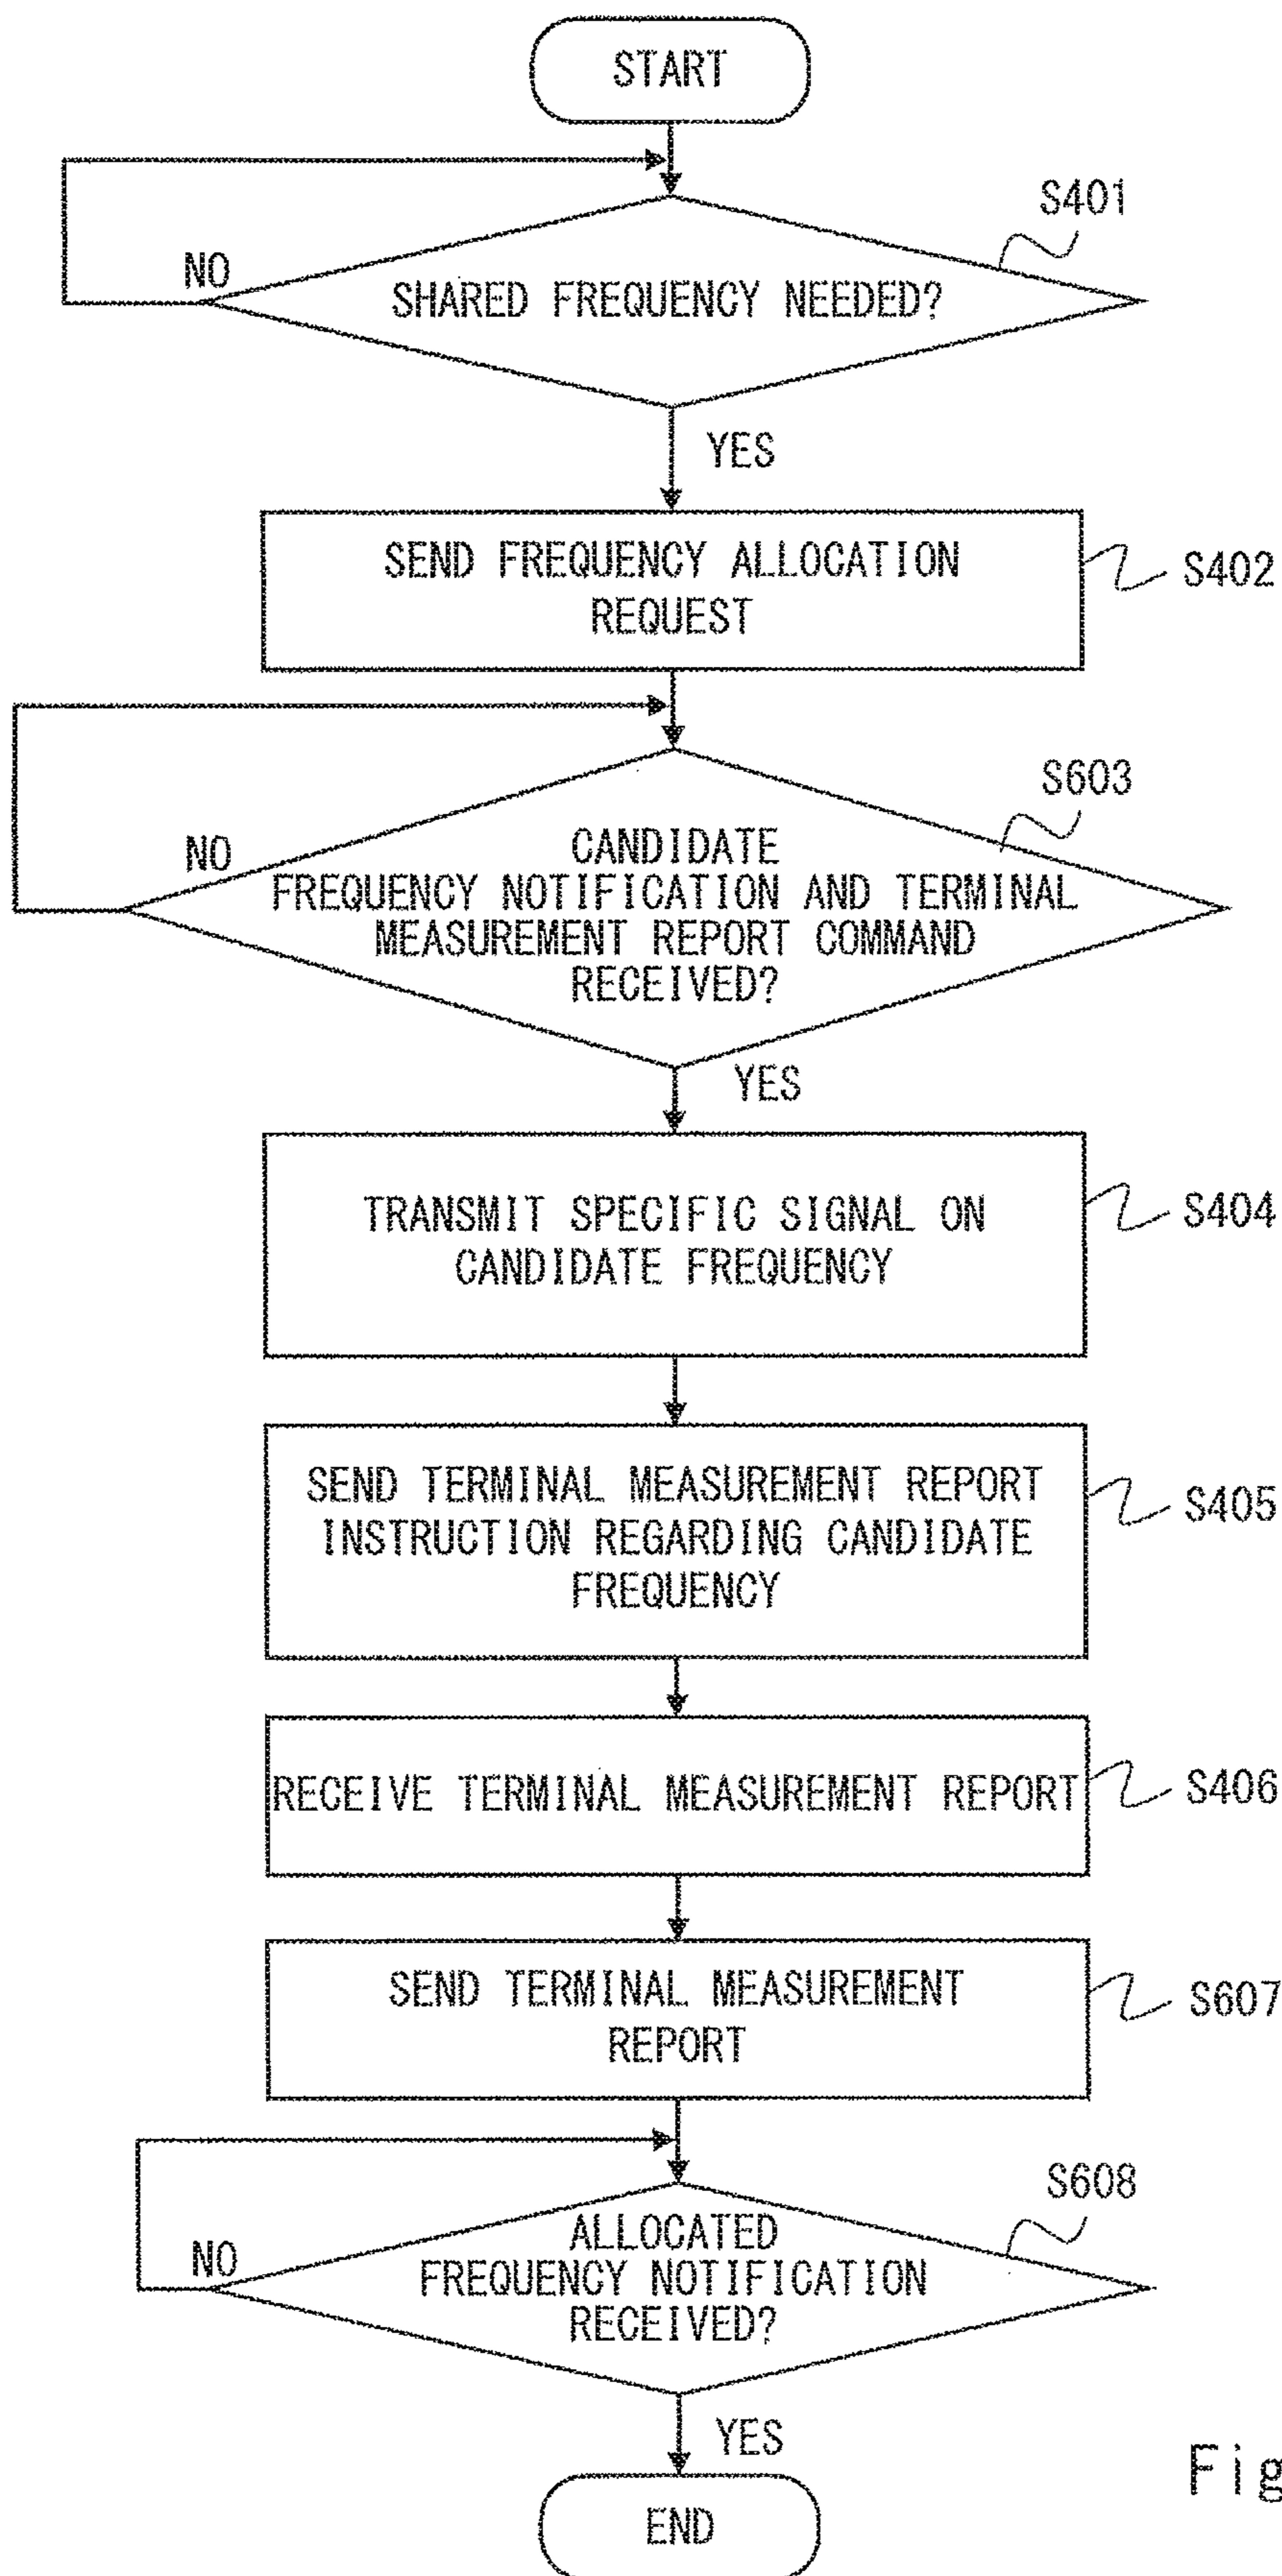 START
S401
NO
SHARED FREQUENCY NEEDED?
YES
SEND FREQUENCY ALLOCATION
REQUEST
S402
S603
NO
CANDIDATE
FREQUENCY NOTIFICATION AND TERMINAL
MEASUREMENT REPORT COMMAND
RECEIVED?
YES
TRANSMIT SPECIFIC SIGNAL ON
CANDIDATE FREQUENCY
S404
SEND TERMINAL MEASUREMENT REPORT
INSTRUCTION REGARDING CANDIDATE
FREQUENCY
S405
RECEIVE TERMINAL MEASUREMENT REPORT
S406
SEND TERMINAL MEASUREMENT
REPORT
S607
S608
NO
ALLOCATED
FREQUENCY NOTIFICATION
RECEIVED?
YES
END
Fig